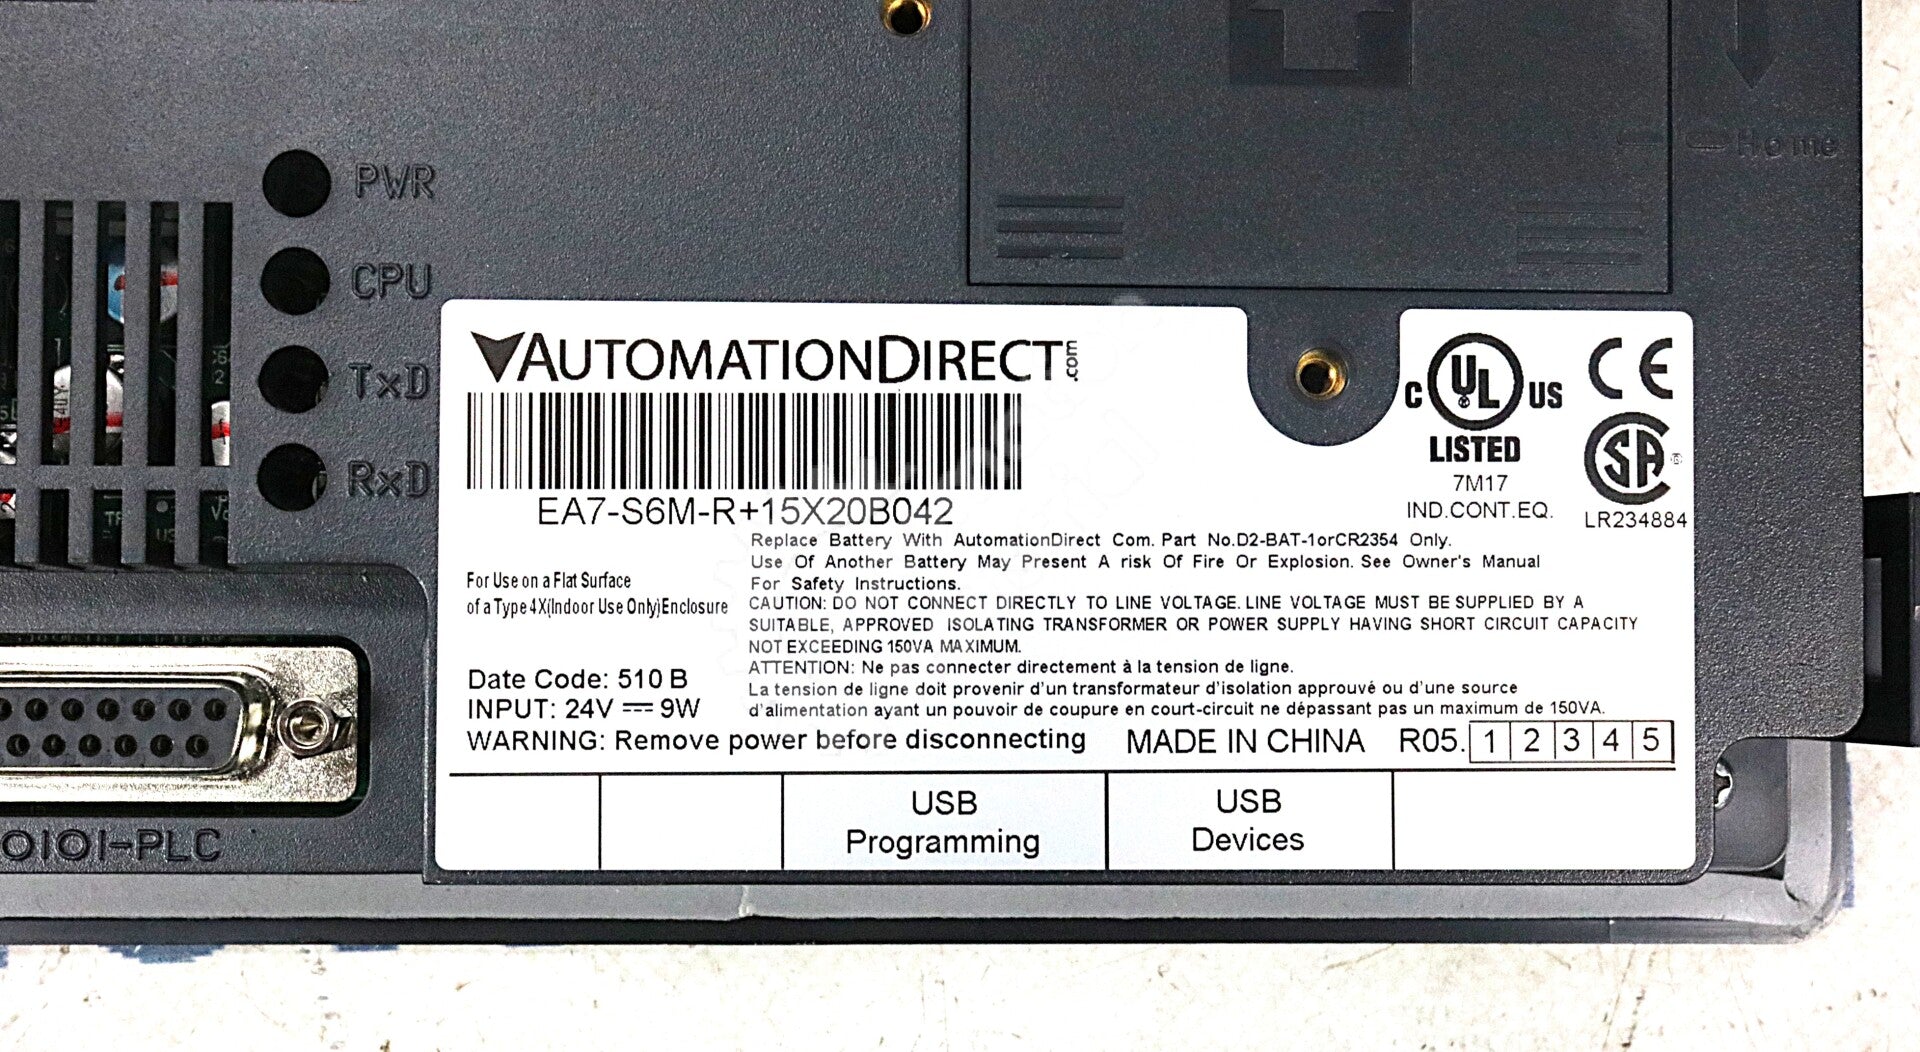 PWR
CPU
TxD
RxD
Home
AUTOMATIONDIRECT.com
EA7-S6M-R+15X20B042
C UL US
LISTED
7M17
IND.CONT.EQ.
CE
SA ®
LR234884
Replace Battery With AutomationDirect Com. Part No.D2-BAT-1orCR2354 Only.
Use Of Another Battery May Present A risk Of Fire Or Explosion. See Owner's Manual
For Safety Instructions.
For Use on a Flat Surface
of a Type 4X(Indoor Use Only)Enclosure
CAUTION: DO NOT CONNECT DIRECTLY TO LINE VOLTAGE. LINE VOLTAGE MUST BE SUPPLIED BY A
SUITABLE, APPROVED ISOLATING TRANSFORMER OR POWER SUPPLY HAVING SHORT CIRCUIT CAPACITY
NOT EXCEEDING 150VA MAXIMUM.
ATTENTION: Ne pas connecter directement à la tension de ligne.
La tension de ligne doit provenir d'un transformateur d'isolation approuvé ou d'une source
d'alimentation ayant un pouvoir de coupure en court-circuit ne dépassant pas un maximum de 150VA.
Date Code: 510 B
INPUT: 24V ⎓ 9W
WARNING: Remove power before disconnecting
MADE IN CHINA
R05. 1 2 3 4 5
USB
Programming
USB
Devices
OIOI-PLC